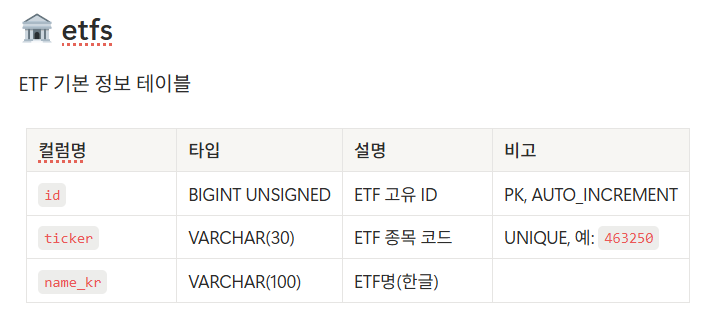 etfs
ETF 기본 정보 테이블
컬럼명 타입 설명 비고
id BIGINT UNSIGNED ETF 고유 ID PK, AUTO_INCREMENT
ticker VARCHAR(30) ETF 종목 코드 UNIQUE, 예: 463250
name_kr VARCHAR(100) ETF명(한글)